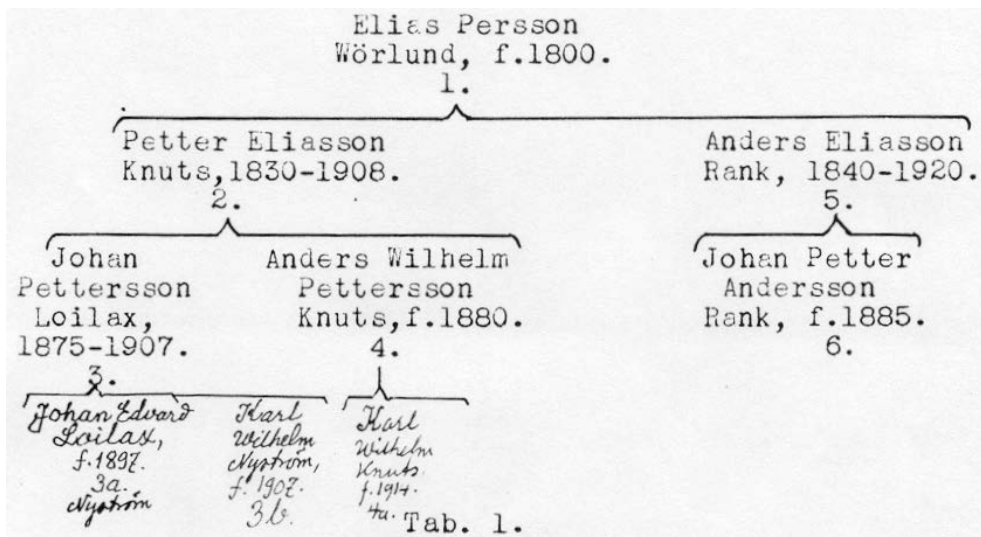 Elias Persson
Wörlund, f.1800.
1.
Petter Eliasson
Knuts,1830-1908.
2.
Anders Eliasson
Rank, 1840-1920.
5.
Johan
Pettersson
Loilax,
1875-1907.
3.
Anders Wilhelm
Pettersson
Knuts,f.1880.
4.
Johan Petter
Andersson
Rank, f.1885.
6.
Johan Edvard
Loilax,
f.1897.
3a.
Nyström
Karl
Wilhelm
Nyström,
f. 1907.
3b.
Karl
Wilhelm
Knuts
f.1914.
4a.
Tab. 1.